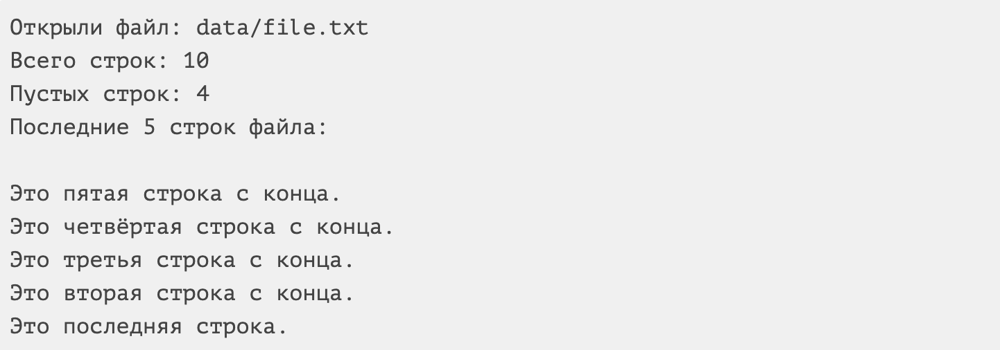 Открыли файл: data/file.txt
Всего строк: 10
Пустых строк: 4
Последние 5 строк файла:
Это пятая строка с конца.
Это четвёртая строка с конца.
Это третья строка с конца.
Это вторая строка с конца.
Это последняя строка.